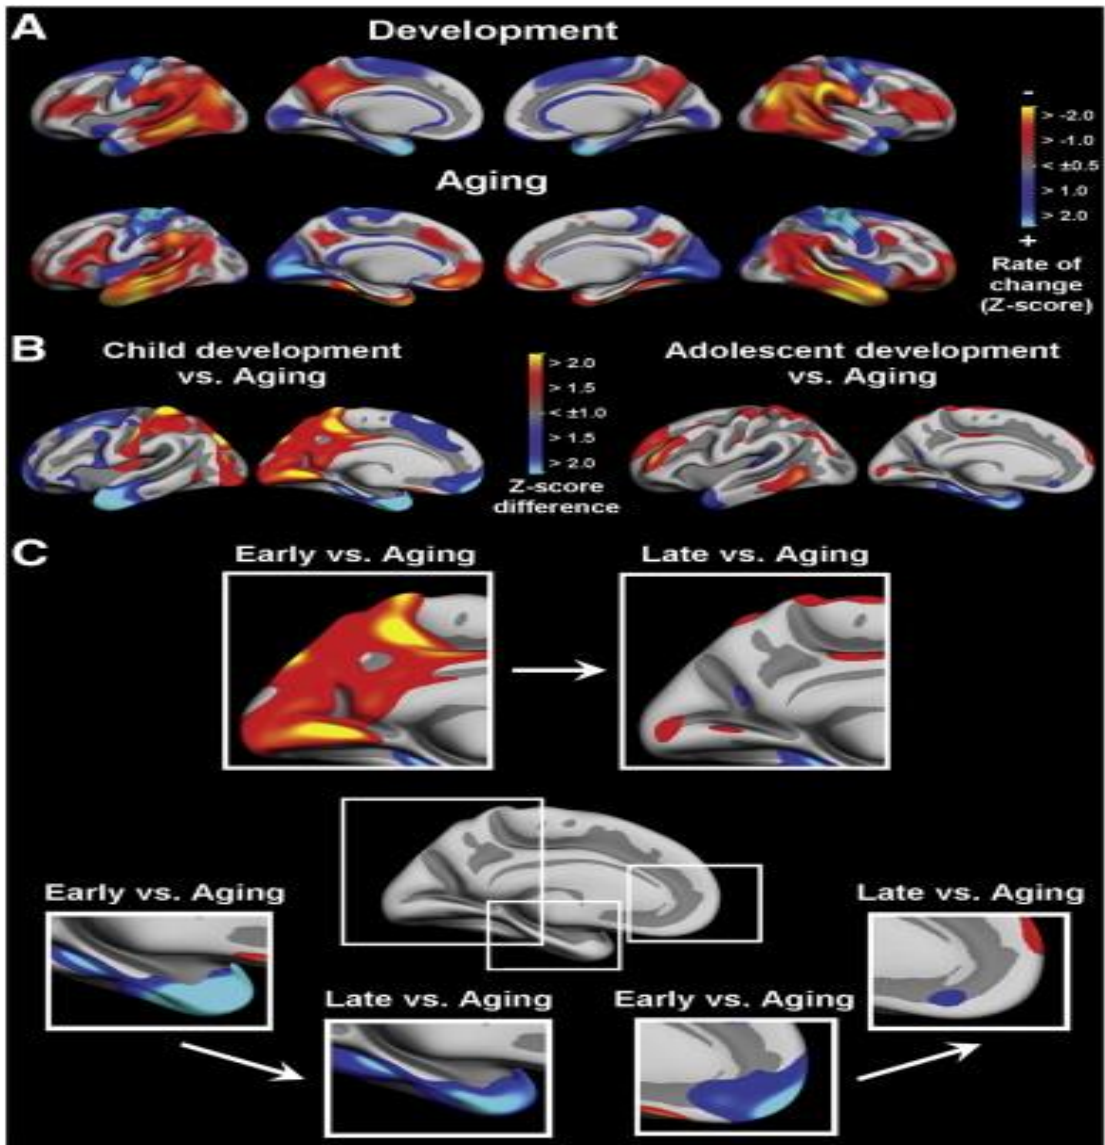 A
Development
Aging
-
> -2.0
> -1.0
< ±0.5
> 1.0
> 2.0
+
Rate of
change
(Z-score)
B
Child development
vs. Aging
> 2.0
> 1.5
< ±1.0
> 1.5
> 2.0
Z-score
difference
Adolescent development
vs. Aging
C
Early vs. Aging
Late vs. Aging
Early vs. Aging
Late vs. Aging
Late vs. Aging
Early vs. Aging